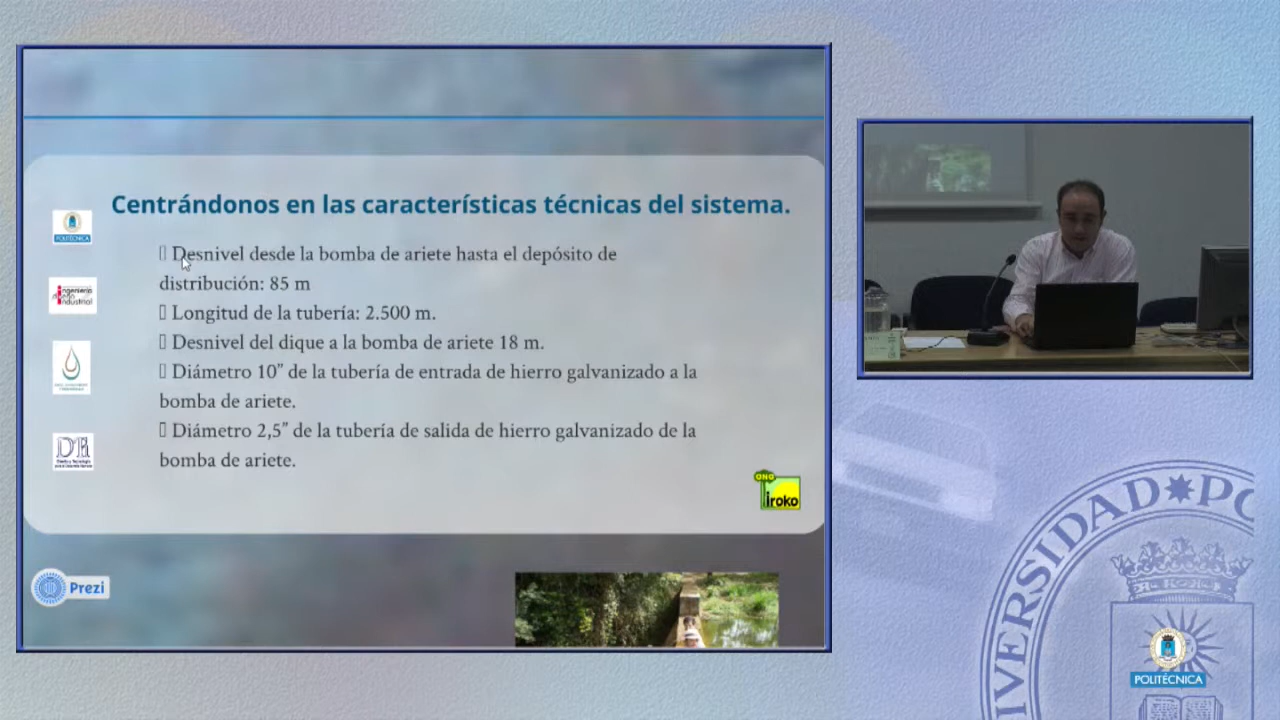 Centrándonos en las características técnicas del sistema.
Desnivel desde la bomba de ariete hasta el depósito de
distribución: 85 m
Longitud de la tubería: 2.500 m.
Desnivel del dique a la bomba de ariete 18 m.
Diámetro 10” de la tubería de entrada de hierro galvanizado a la
bomba de ariete.
Diámetro 2,5” de la tubería de salida de hierro galvanizado de la
bomba de ariete.
POLITÉCNICA
ingeniería
diseño
industrial
ONG
iroko
Prezi
IVERSIDAD PO
POLITÉCNICA